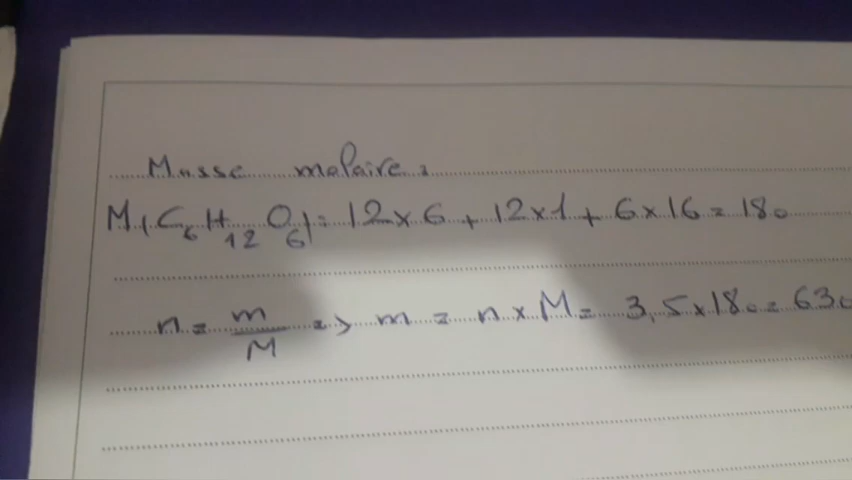 Masse molaire :
M(C₆H₁₂O₆) = 12 x 6 + 12 x 1 + 6 x 16 = 180
n = m/M => m = n x M = 3,5 x 180 = 630